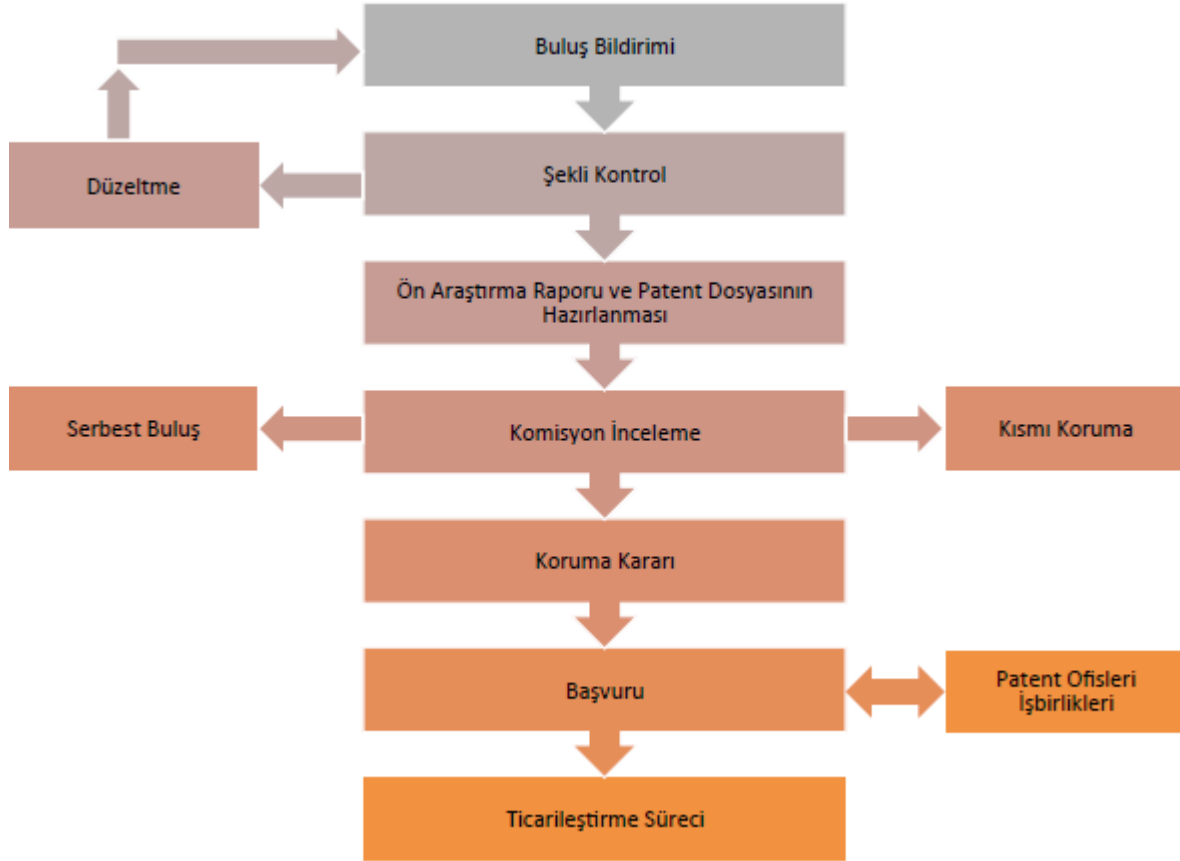 Buluş Bildirimi
Düzeltme
Şekli Kontrol
Ön Araştırma Raporu ve Patent Dosyasının
Hazırlanması
Serbest Buluş
Komisyon İnceleme
Kısmı Koruma
Koruma Kararı
Başvuru
Patent Ofisleri
İşbirlikleri
Ticarileştirme Süreci